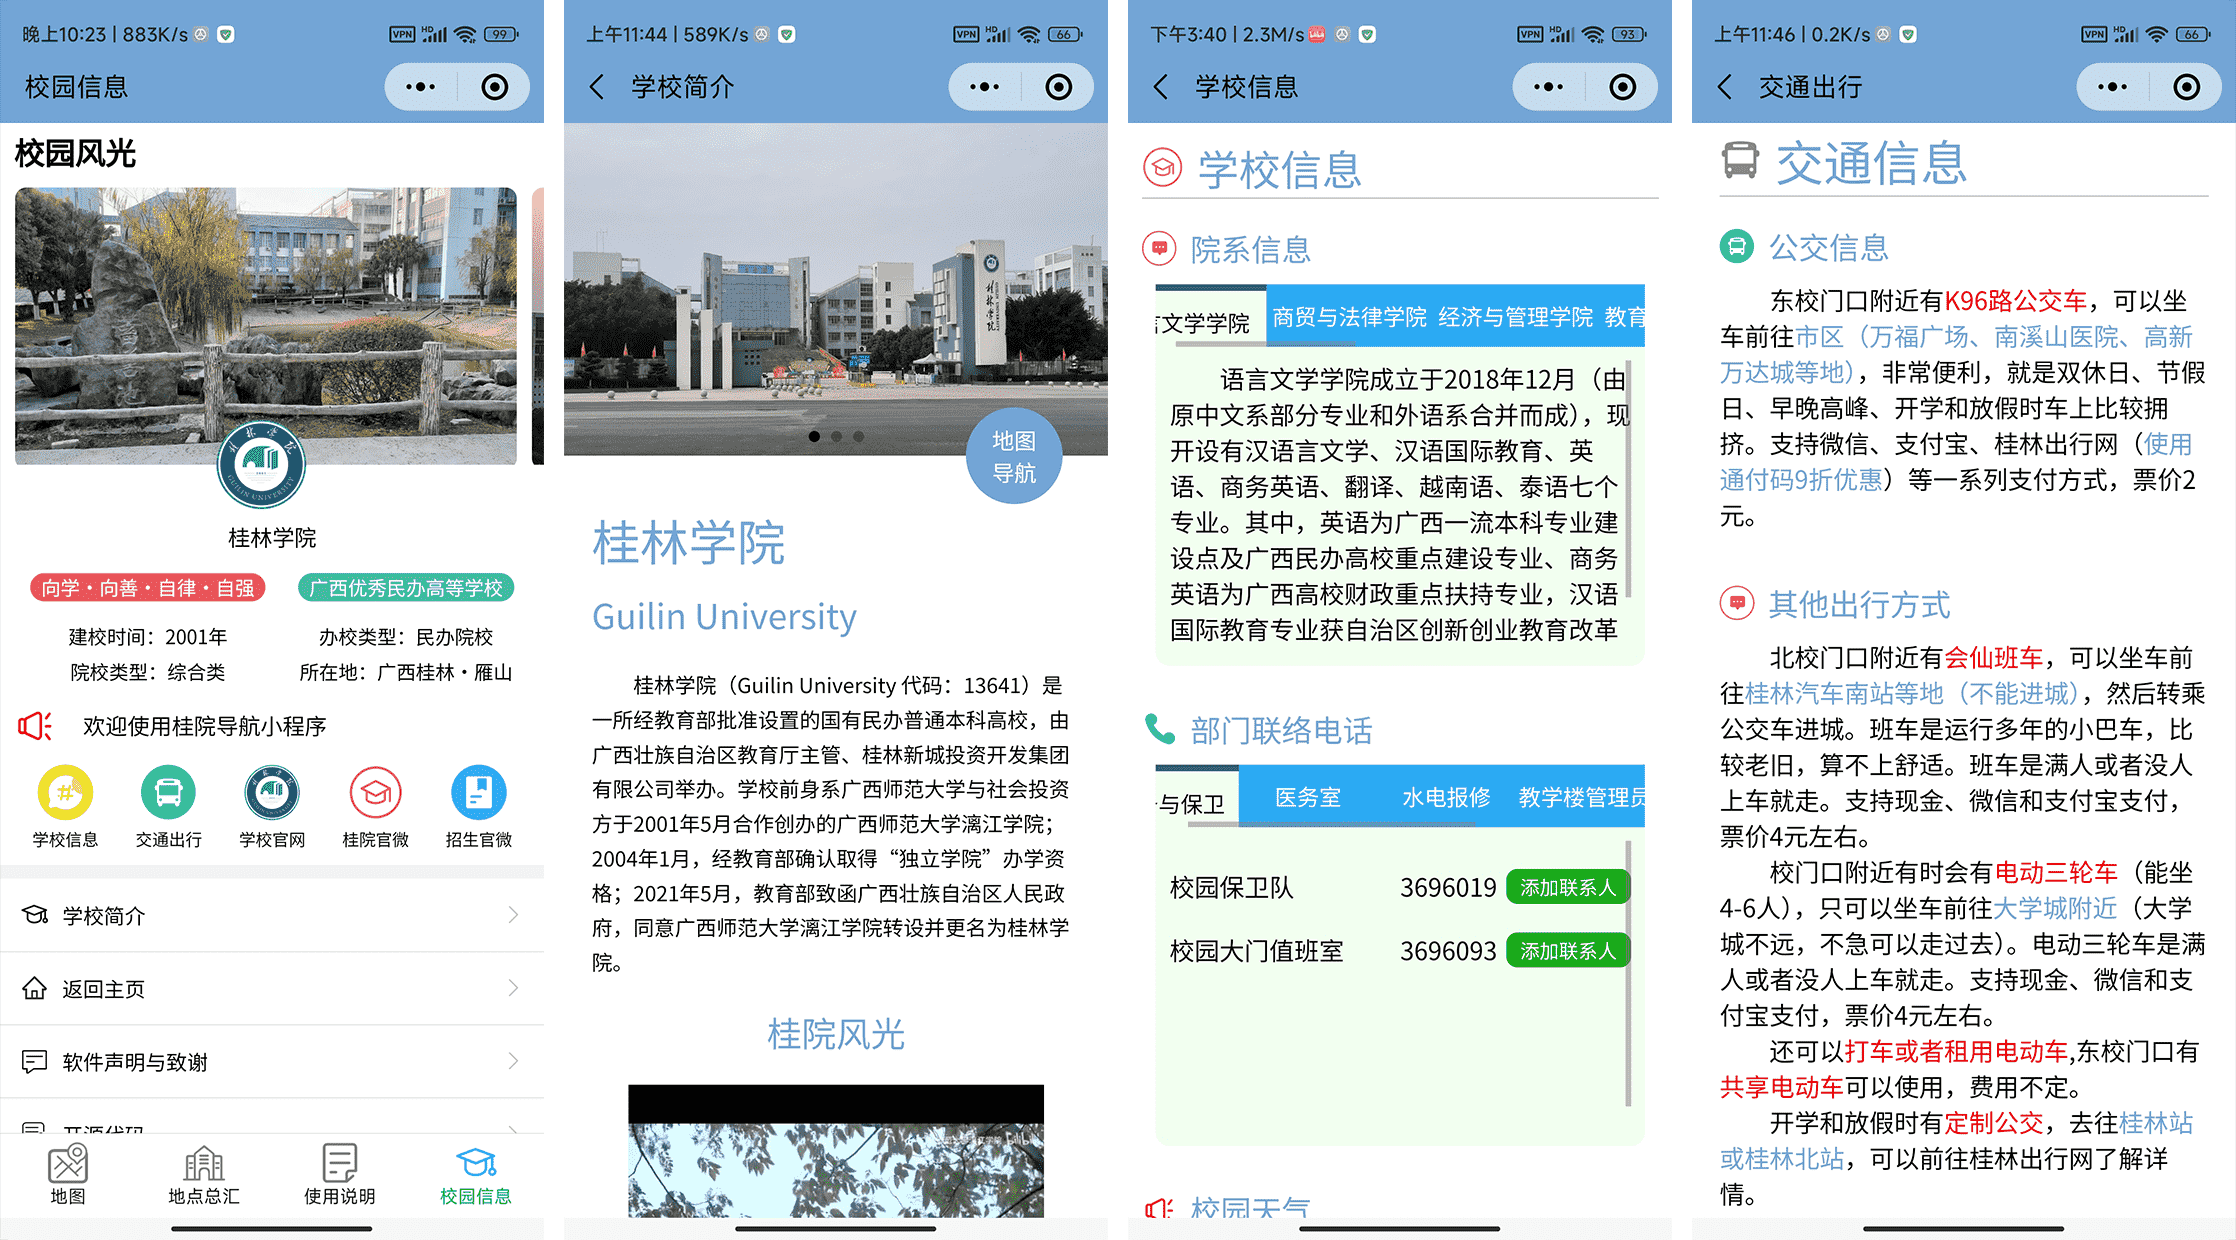 晚上10:23 | 883K/s
VPN
HD
99
校园信息
校园风光
桂林学院
GUILIN UNIVERSITY
桂林学院
向学·向善·自律·自强
广西优秀民办高等学校
建校时间：2001年
办校类型：民办院校
院校类型：综合类
所在地：广西桂林·雁山
欢迎使用桂院导航小程序
学校信息
交通出行
学校官网
桂院官微
招生官微
学校简介
返回主页
软件声明与致谢
开源代码
地图
地点总汇
使用说明
校园信息
上午11:44 | 589K/s
VPN
HD
66
学校简介
桂林学院
地图
导航
桂林学院
Guilin University
桂林学院（Guilin University 代码：13641）是
一所经教育部批准设置的国有民办普通本科高校，由
广西壮族自治区教育厅主管、桂林新城投资开发集团
有限公司举办。学校前身系广西师范大学与社会投资
方于2001年5月合作创办的广西师范大学漓江学院；
2004年1月，经教育部确认取得“独立学院”办学资
格；2021年5月，教育部致函广西壮族自治区人民政
府，同意广西师范大学漓江学院转设并更名为桂林学
院。
桂院风光
下午3:40 | 2.3M/s
VPN
HD
93
学校信息
学校信息
院系信息
言文学学院
商贸与法律学院
经济与管理学院
教育
语言文学学院成立于2018年12月（由
原中文系部分专业和外语系合并而成），现
开设有汉语言文学、汉语国际教育、英
语、商务英语、翻译、越南语、泰语七个
专业。其中，英语为广西一流本科专业建
设点及广西民办高校重点建设专业、商务
英语为广西高校财政重点扶持专业，汉语
国际教育专业获自治区创新创业教育改革
部门联络电话
与保卫
医务室
水电报修
教学楼管理员
校园保卫队
3696019
添加联系人
校园大门值班室
3696093
添加联系人
校园天气
上午11:46 | 0.2K/s
VPN
HD
66
交通出行
交通信息
公交信息
东校门口附近有K96路公交车，可以坐
车前往市区（万福广场、南溪山医院、高新
万达城等地），非常便利，就是双休日、节假
日、早晚高峰、开学和放假时车上比较拥
挤。支持微信、支付宝、桂林出行网（使用
通付码9折优惠）等一系列支付方式，票价2
元。
其他出行方式
北校门口附近有会仙班车，可以坐车前
往桂林汽车南站等地（不能进城），然后转乘
公交车进城。班车是运行多年的小巴车，比
较老旧，算不上舒适。班车是满人或者没人
上车就走。支持现金、微信和支付宝支付，
票价4元左右。
校门口附近有时会有电动三轮车（能坐
4-6人），只可以坐车前往大学城附近（大学
城不远，不急可以走过去）。电动三轮车是满
人或者没人上车就走。支持现金、微信和支
付宝支付，票价4元左右。
还可以打车或者租用电动车,东校门口有
共享电动车可以使用，费用不定。
开学和放假时有定制公交，去往桂林站
或桂林北站，可以前往桂林出行网了解详
情。